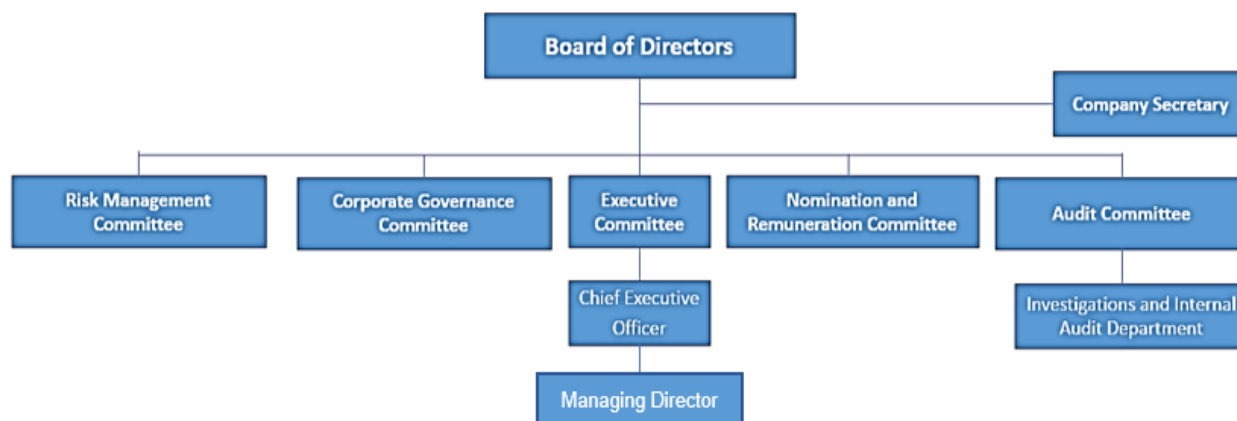 Board of Directors
Company Secretary
Risk Management
Committee
Corporate Governance
Committee
Executive
Committee
Nomination and
Remuneration Committee
Audit Committee
Chief Executive
Officer
Investigations and Internal
Audit Department
Managing Director